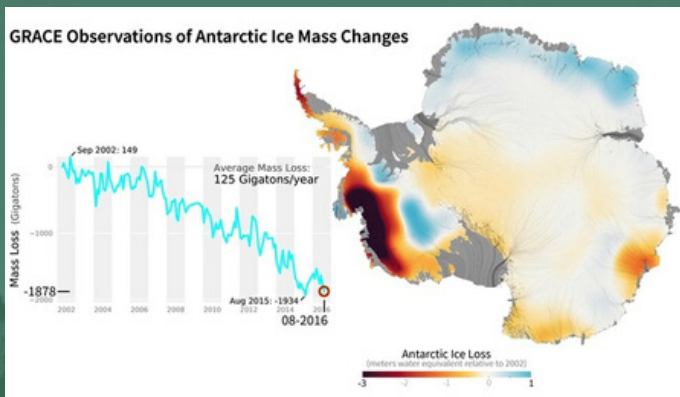 GRACE Observations of Antarctic Ice Mass Changes
Sep 2002: 149
Average Mass Loss:
125 Gigatons/year
Mass Loss (Gigatons)
0
-1000
-1878
-2000
Aug 2015: -1934
2002 2004 2006 2008 2010 2012 2014 2016
08-2016
Antarctic Ice Loss
(meters water equivalent relative to 2002)
-3 -2 -1 0 1